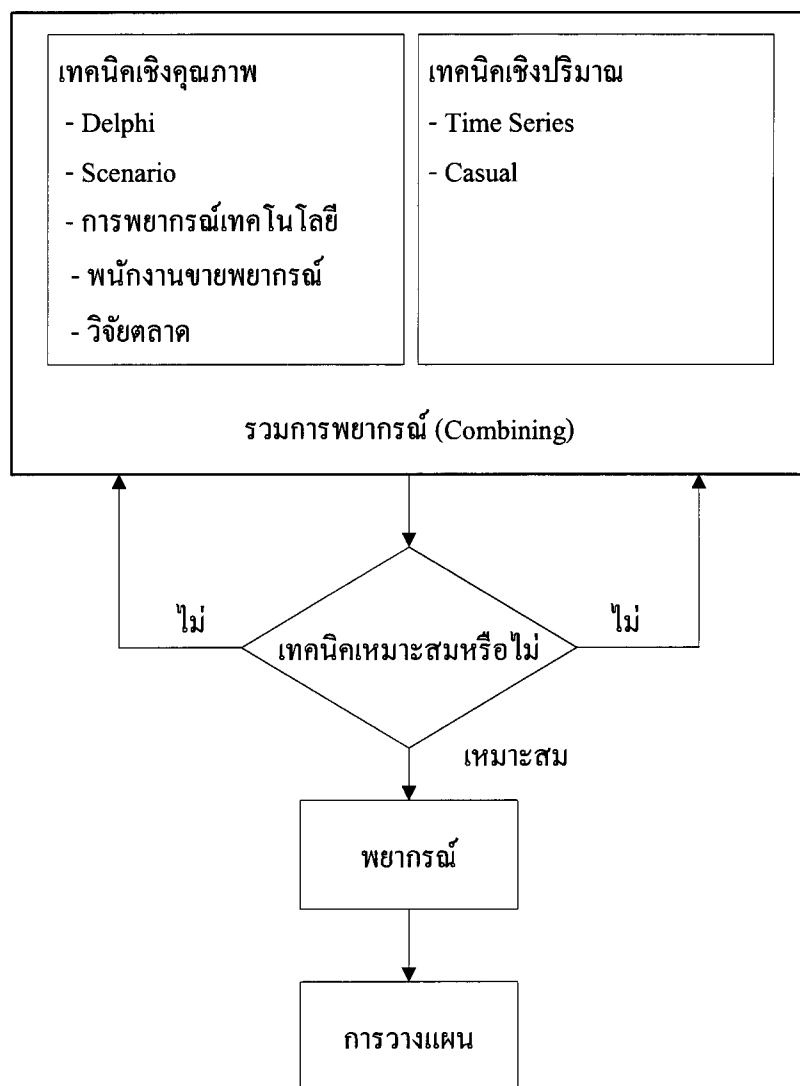 เทคนิคเชิงคุณภาพ
- Delphi
- Scenario
- การพยากรณ์เทคโนโลยี
- พนักงานขายพยากรณ์
- วิจัยตลาด
เทคนิคเชิงปริมาณ
- Time Series
- Casual
รวมการพยากรณ์ (Combining)
ไม่
เทคนิคเหมาะสมหรือไม่
ไม่
เหมาะสม
พยากรณ์
การวางแผน